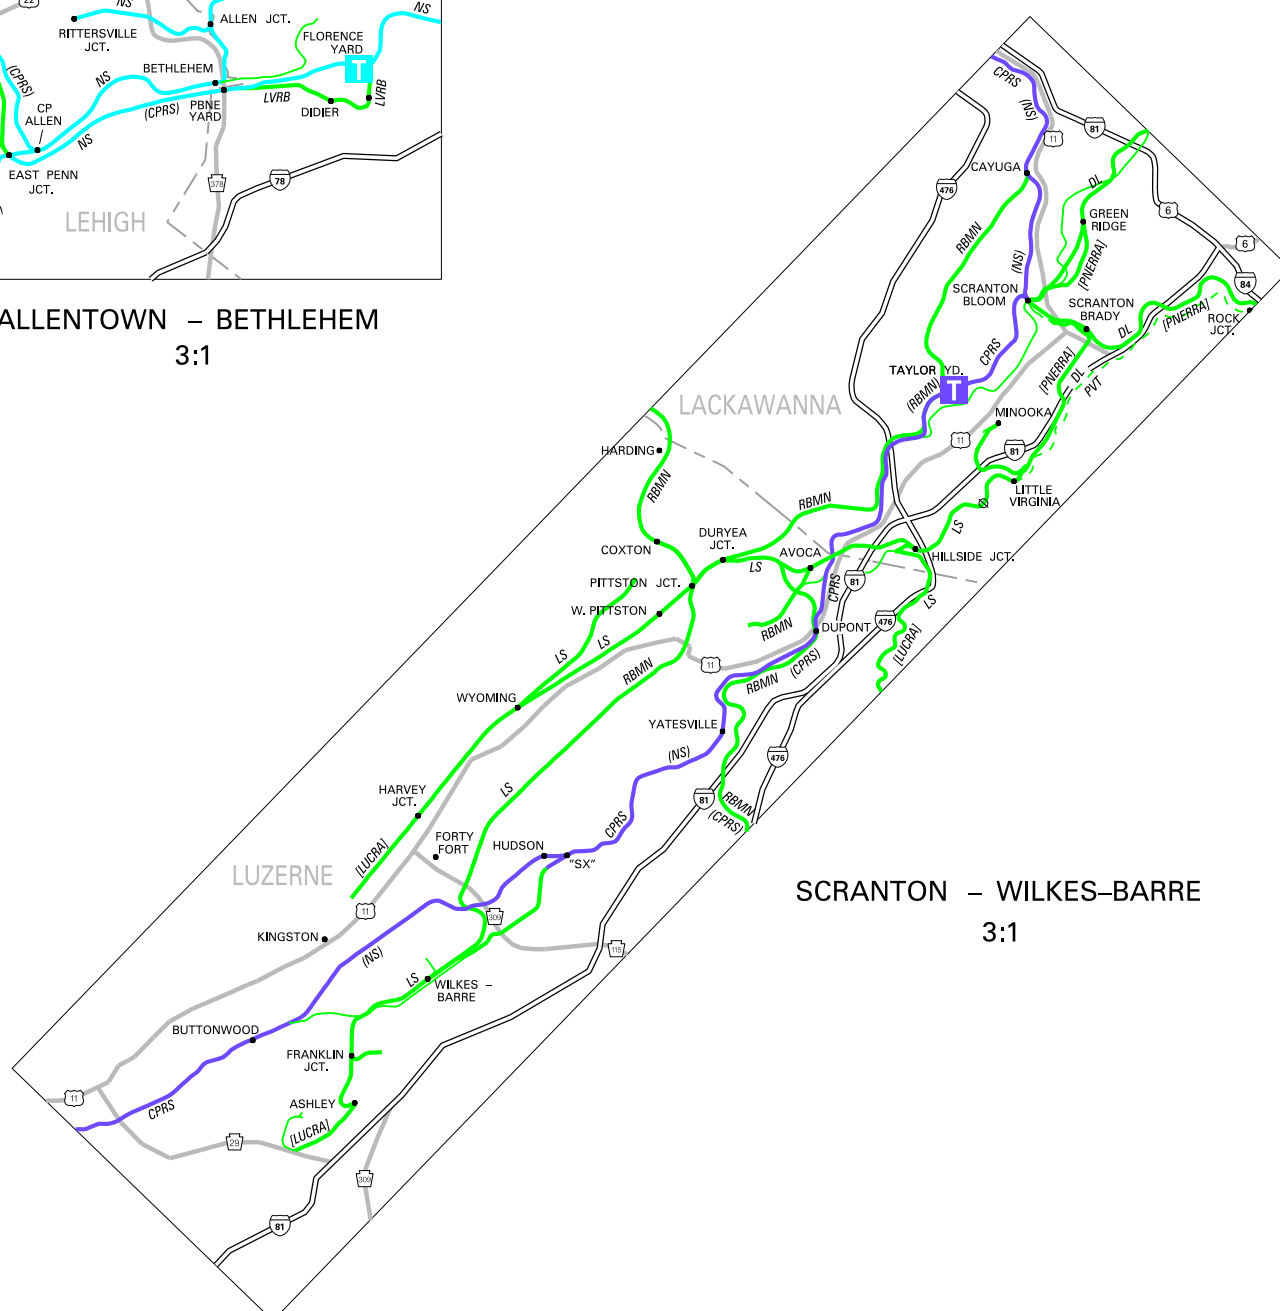 22
NS
ALLEN JCT.
NS
RITTERSVILLE
JCT.
FLORENCE
YARD
T
BETHLEHEM
(CPRS)
NS
LVRB
LVRB
PBNE
YARD
(CPRS)
DIDIER
CP
ALLEN
NS
EAST PENN
JCT.
378
78
LEHIGH
ALLENTOWN – BETHLEHEM
3:1
CPRS
(NS)
11
81
CAYUGA
476
DL
6
GREEN
RIDGE
RBMN
6
(NS)
[PNERRA]
84
SCRANTON
BLOOM
SCRANTON
BRADY
DL
[PNERRA]
ROCK
JCT.
CPRS
[PNERRA]
DL
PVT
TAYLOR YD.
T
(RBMN)
LACKAWANNA
MINOOKA
11
81
HARDING
RBMN
LITTLE
VIRGINIA
RBMN
LS
DURYEA
JCT.
COXTON
AVOCA
HILLSIDE JCT.
LS
81
CPRS
PITTSTON JCT.
LS
W. PITTSTON
476
DUPONT
RBMN
[LUCRA]
LS
LS
11
RBMN
(CPRS)
RBMN
WYOMING
YATESVILLE
(NS)
476
LS
81
RBMN
(CPRS)
HARVEY
JCT.
CPRS
FORTY
FORT
HUDSON
"SX"
[LUCRA]
LUZERNE
SCRANTON – WILKES–BARRE
3:1
11
309
KINGSTON
115
(NS)
LS
WILKES –
BARRE
BUTTONWOOD
FRANKLIN
JCT.
11
CPRS
ASHLEY
[LUCRA]
29
309
81